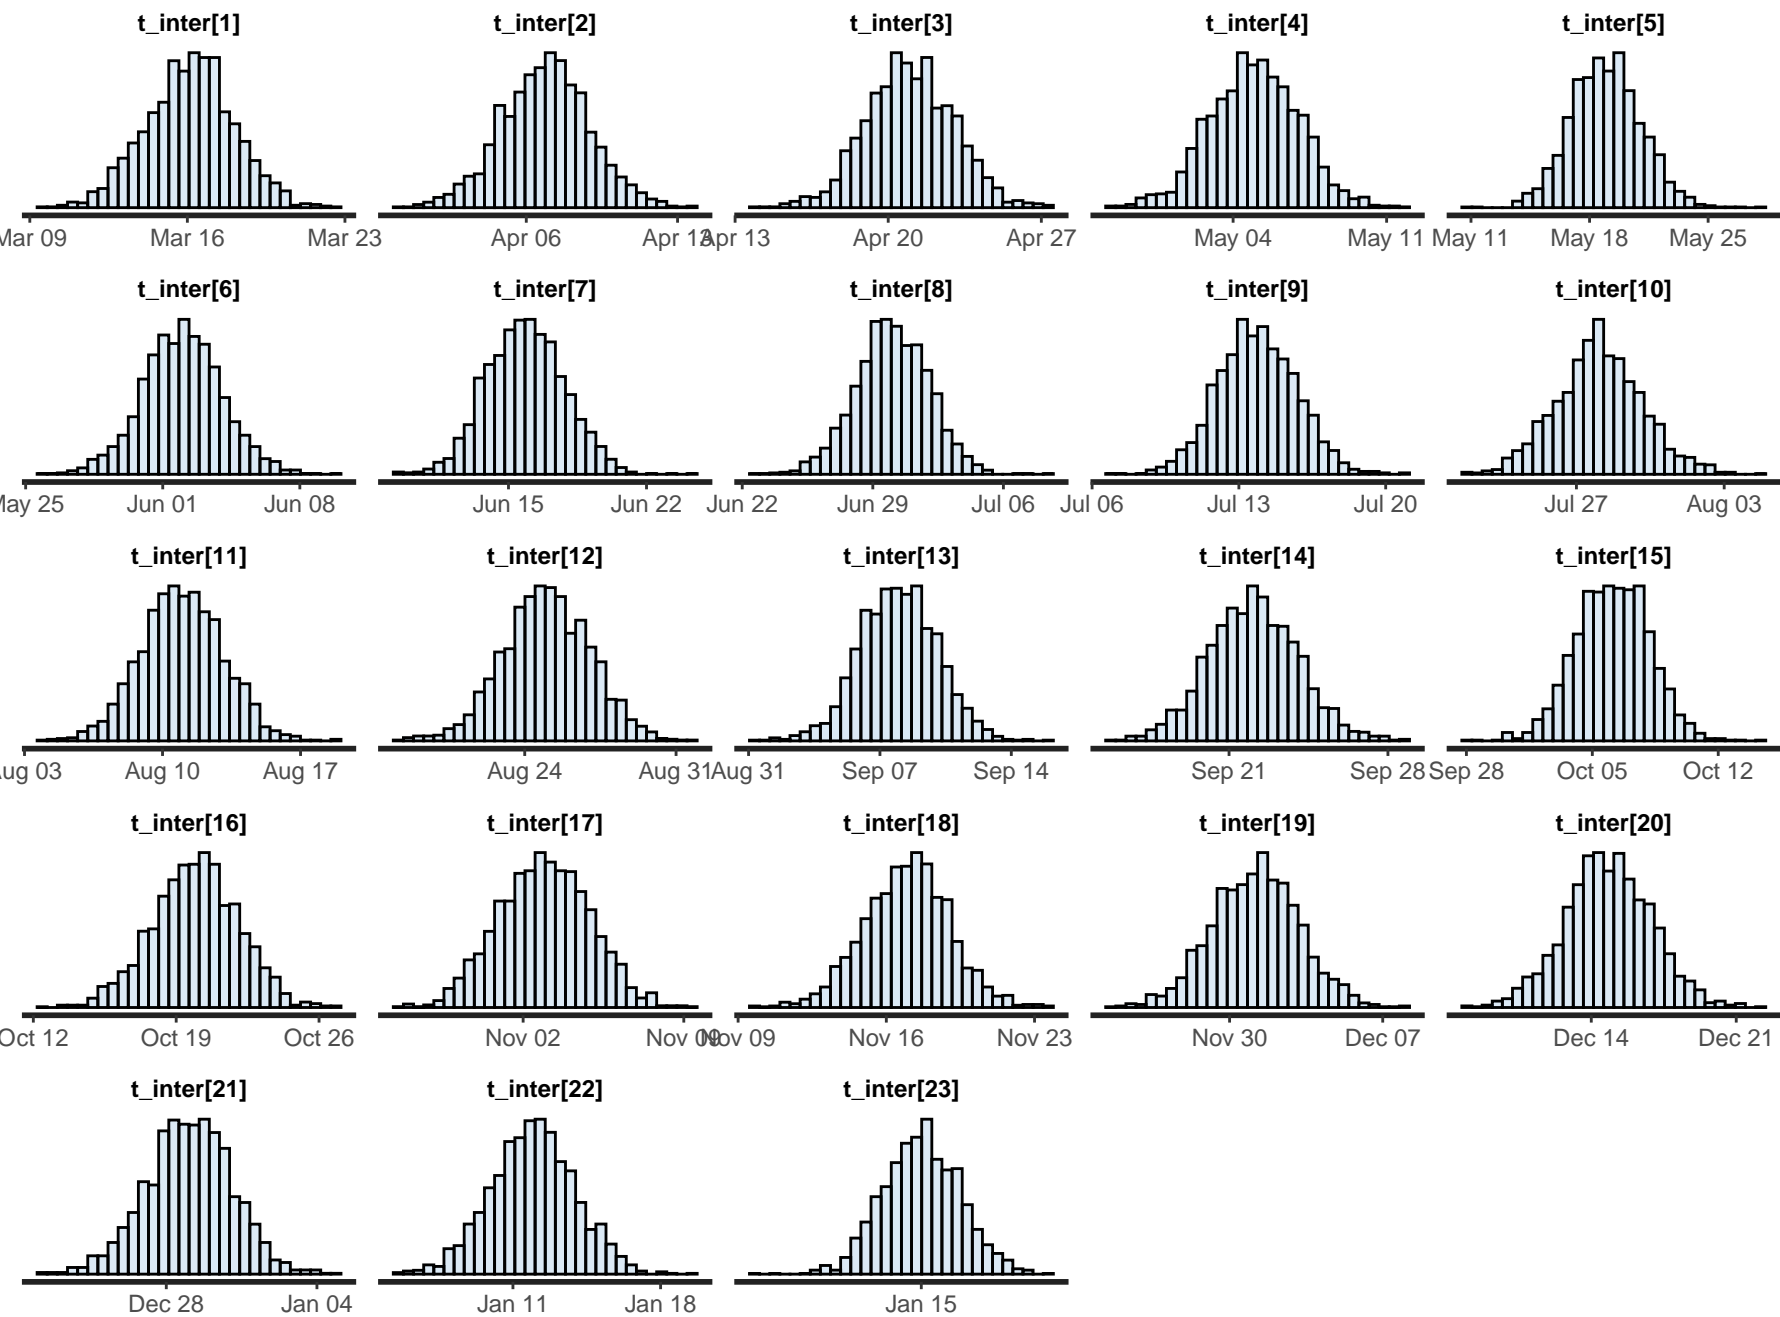 t_inter[1] t_inter[2] t_inter[3] t_inter[4] t_inter[5]
Mar 09 Mar 16 Mar 23 Apr 06 Apr 13 Apr 13 Apr 20 Apr 27 May 04 May 11 May 11 May 18 May 25
t_inter[6] t_inter[7] t_inter[8] t_inter[9] t_inter[10]
May 25 Jun 01 Jun 08 Jun 15 Jun 22 Jun 22 Jun 29 Jul 06 Jul 06 Jul 13 Jul 20 Jul 27 Aug 03
t_inter[11] t_inter[12] t_inter[13] t_inter[14] t_inter[15]
Aug 03 Aug 10 Aug 17 Aug 24 Aug 31 Aug 31 Sep 07 Sep 14 Sep 21 Sep 28 Sep 28 Oct 05 Oct 12
t_inter[16] t_inter[17] t_inter[18] t_inter[19] t_inter[20]
Oct 12 Oct 19 Oct 26 Nov 02 Nov 09 Nov 09 Nov 16 Nov 23 Nov 30 Dec 07 Dec 14 Dec 21
t_inter[21] t_inter[22] t_inter[23]
Dec 28 Jan 04 Jan 11 Jan 18 Jan 15